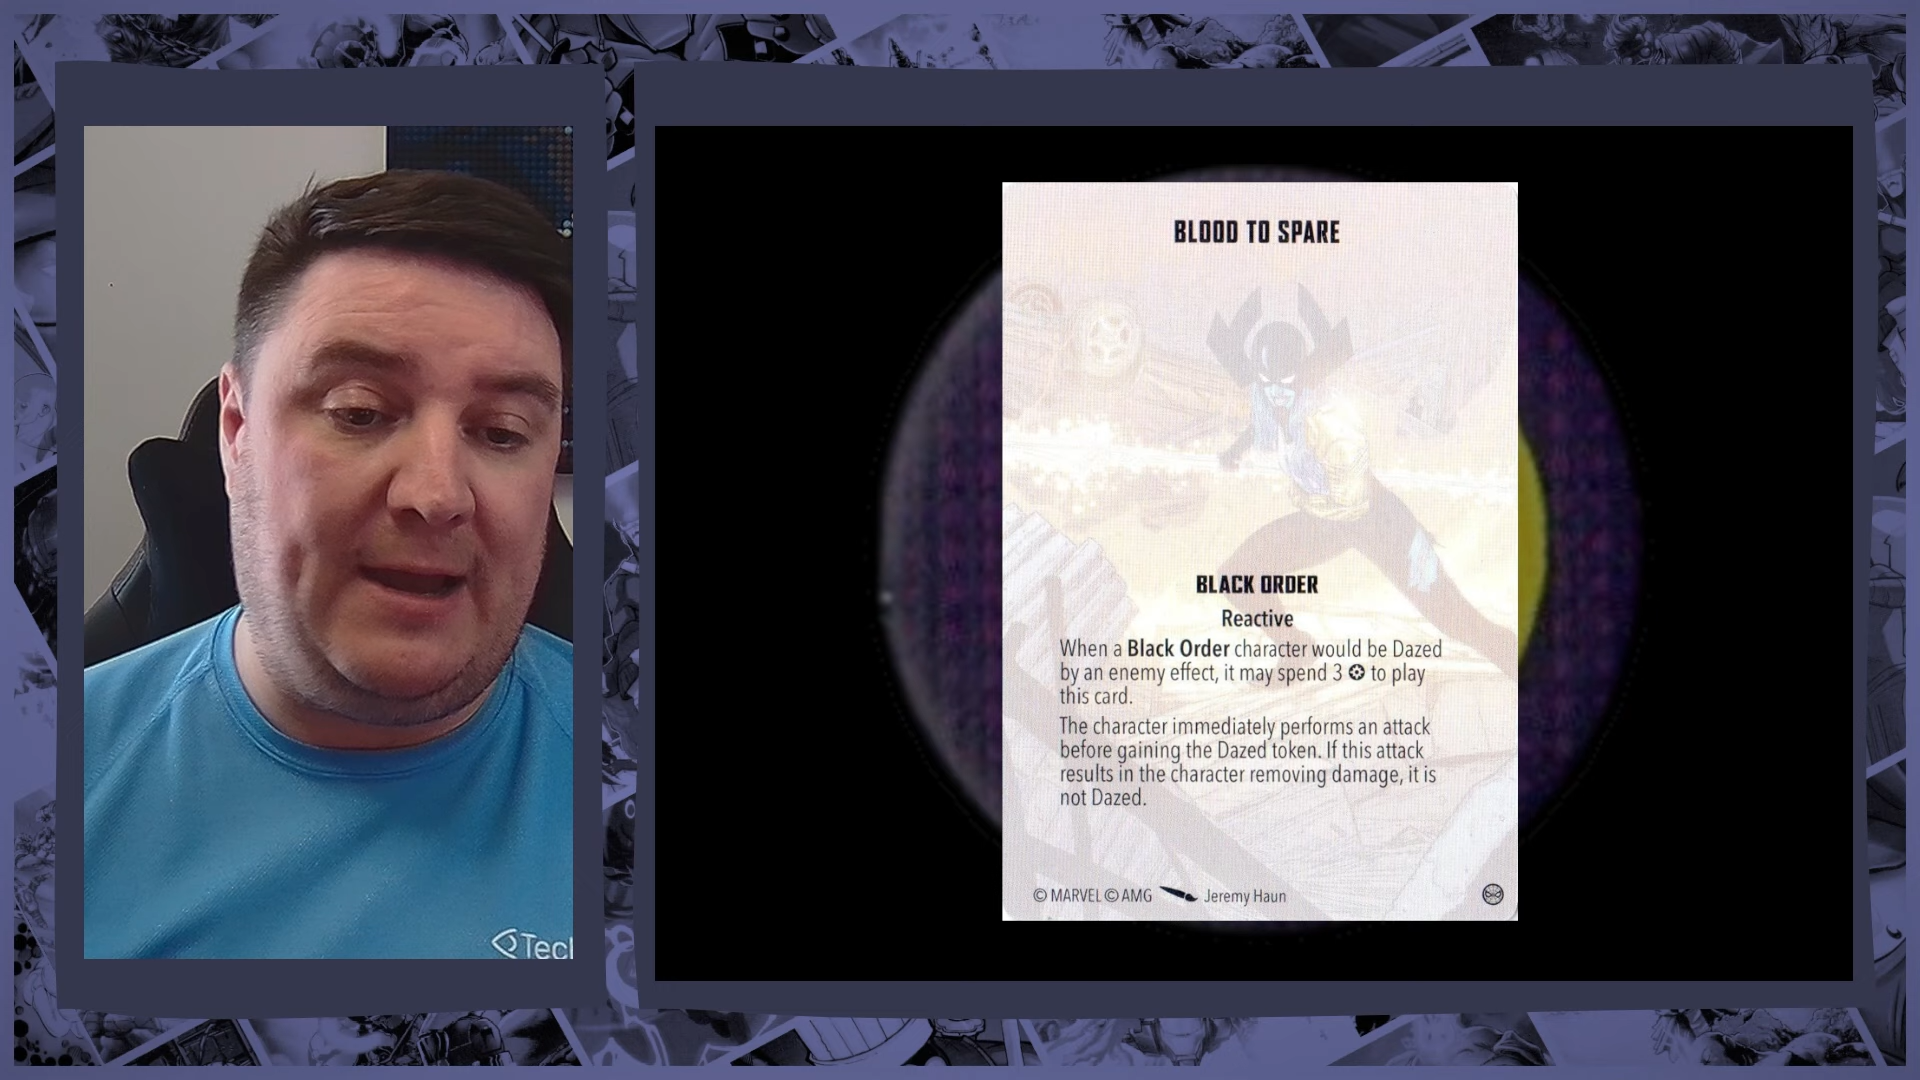 BLOOD TO SPARE
BLACK ORDER
Reactive
When a Black Order character would be Dazed
by an enemy effect, it may spend 3 to play
this card.
The character immediately performs an attack
before gaining the Dazed token. If this attack
results in the character removing damage, it is
not Dazed.
© MARVEL © AMG Jeremy Haun
Tech